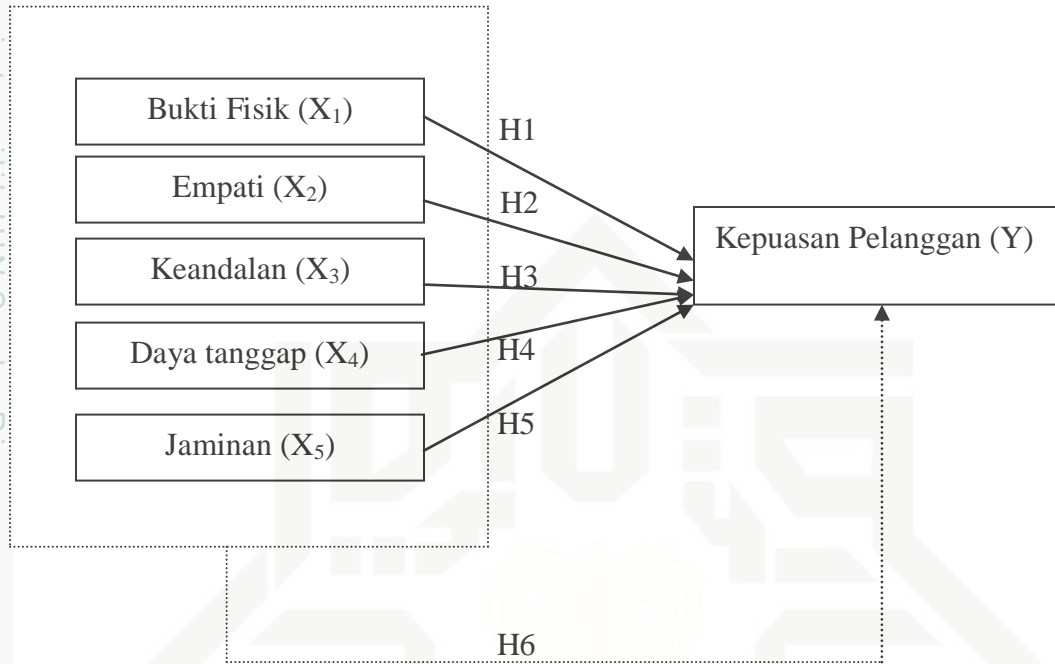 Bukti Fisik (X₁)
H1
Empati (X₂)
H2
Kepuasan Pelanggan (Y)
Keandalan (X₃)
H3
Daya tanggap (X₄)
H4
Jaminan (X₅)
H5
H6